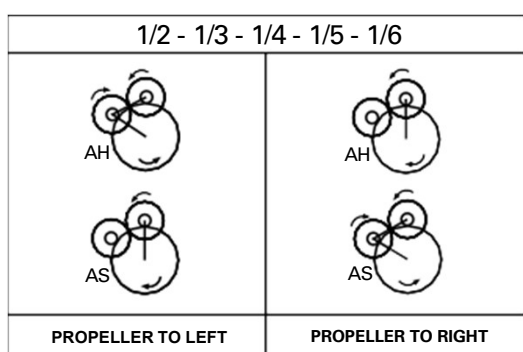 1/2 - 1/3 - 1/4 - 1/5 - 1/6
AH
AH
AS
AS
PROPELLER TO LEFT
PROPELLER TO RIGHT